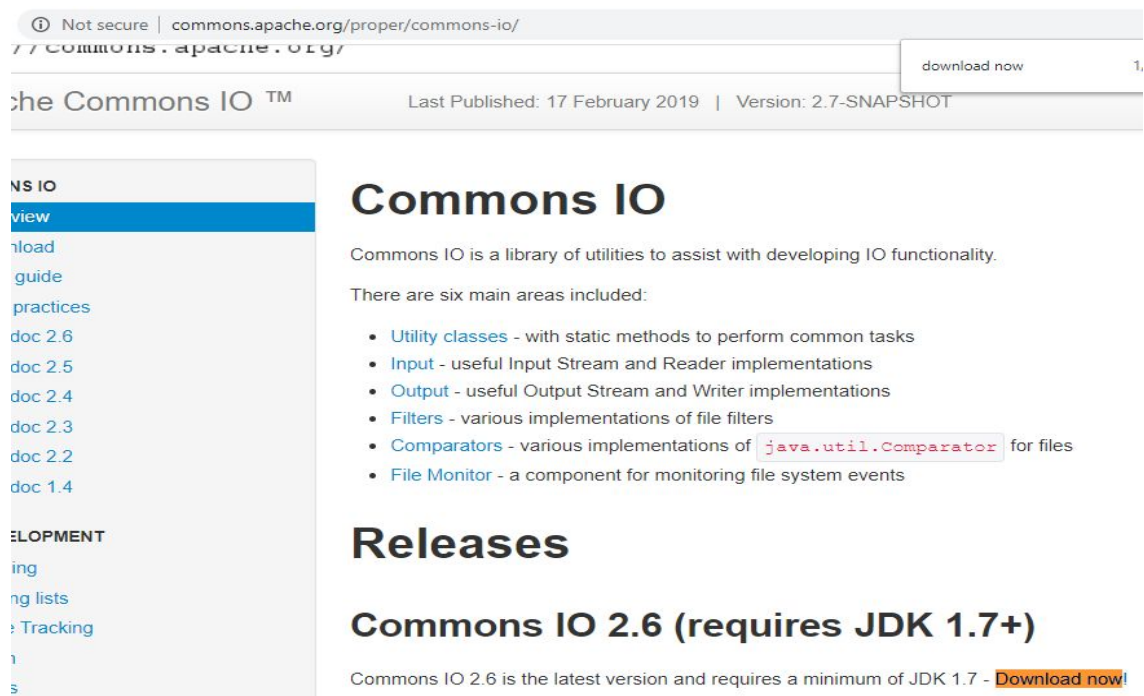 Not secure | commons.apache.org/proper/commons-io/
//commons.apache.org/
download now 1/
che Commons IO ™ Last Published: 17 February 2019 | Version: 2.7-SNAPSHOT
NS IO
view
nload
guide
practices
doc 2.6
doc 2.5
doc 2.4
doc 2.3
doc 2.2
doc 1.4
ELOPMENT
ing
ng lists
e Tracking
s
Commons IO
Commons IO is a library of utilities to assist with developing IO functionality.
There are six main areas included:
• Utility classes - with static methods to perform common tasks
• Input - useful Input Stream and Reader implementations
• Output - useful Output Stream and Writer implementations
• Filters - various implementations of file filters
• Comparators - various implementations of java.util.Comparator for files
• File Monitor - a component for monitoring file system events
Releases
Commons IO 2.6 (requires JDK 1.7+)
Commons IO 2.6 is the latest version and requires a minimum of JDK 1.7 - Download now!